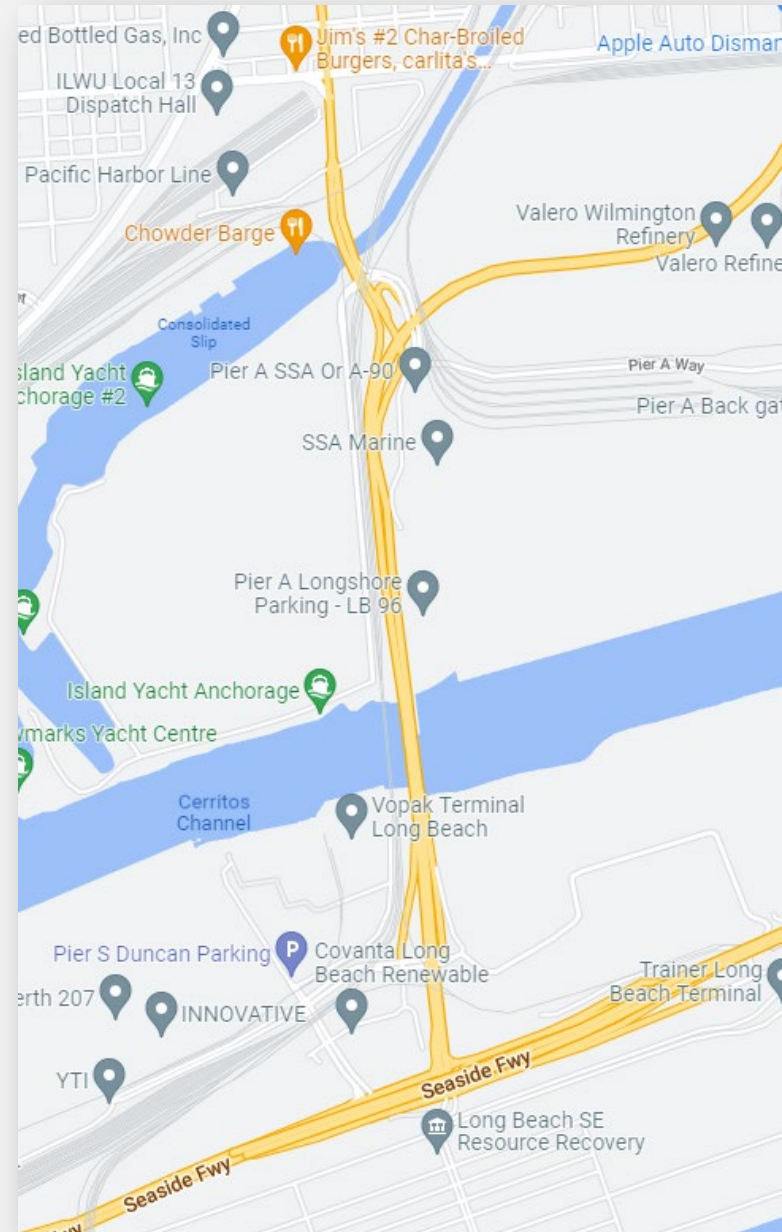 ed Bottled Gas, Inc
Jim's #2 Char-Broiled
Burgers, carlita's...
Apple Auto Disman
ILWU Local 13
Dispatch Hall
Pacific Harbor Line
Chowder Barge
Valero Wilmington
Refinery
Valero Refine
Consolidated
Slip
sland Yacht
chorage #2
Pier A SSA Or A-90
Pier A Way
Pier A Back gat
SSA Marine
Pier A Longshore
Parking - LB 96
Island Yacht Anchorage
wmarks Yacht Centre
Cerritos
Channel
Vopak Terminal
Long Beach
Pier S Duncan Parking
P
Covanta Long
Beach Renewable
Trainer Long
Beach Terminal
erth 207
INNOVATIVE
YTI
Seaside Fwy
Long Beach SE
Resource Recovery
Seaside Fwy
wy